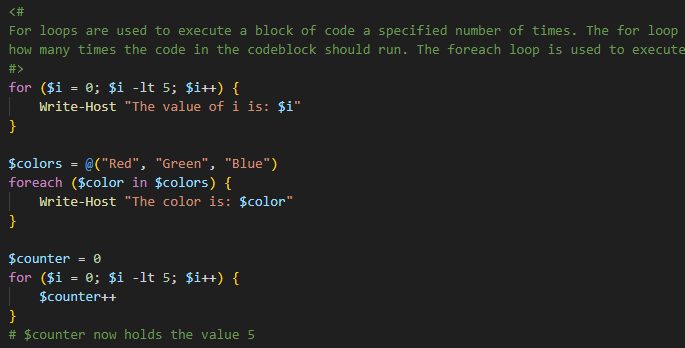 <#
For loops are used to execute a block of code a specified number of times. The for loop
how many times the code in the codeblock should run. The foreach loop is used to execute
#>
for ($i = 0; $i -lt 5; $i++) {
    Write-Host "The value of i is: $i"
}
$colors = @("Red", "Green", "Blue")
foreach ($color in $colors) {
    Write-Host "The color is: $color"
}
$counter = 0
for ($i = 0; $i -lt 5; $i++) {
    $counter++
}
# $counter now holds the value 5